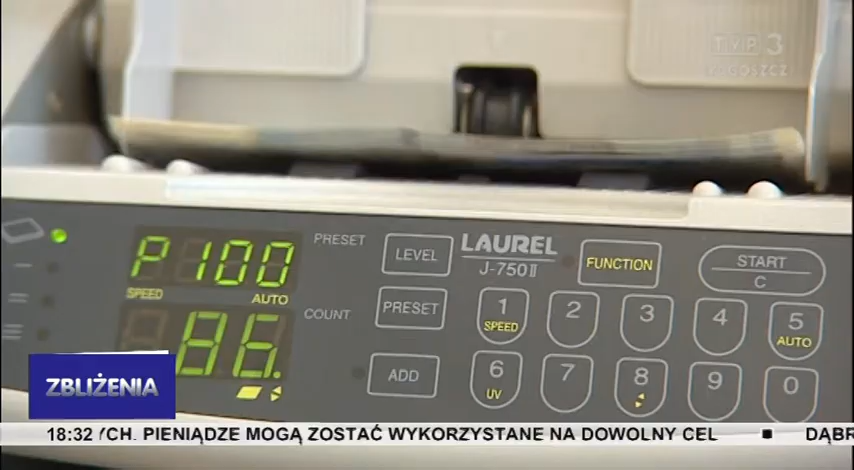 TVP 3
BYDGOSZCZ
P 100
PRESET
SPEED
AUTO
86.
COUNT
LEVEL
PRESET
ADD
LAUREL
J-750II
FUNCTION
START
C
1
SPEED
2
3
4
5
AUTO
6
UV
7
8
9
0
ZBLIŻENIA
18:32 /YCH. PIENIĄDZE MOGĄ ZOSTAĆ WYKORZYSTANE NA DOWOLNY CEL ■ DĄBR